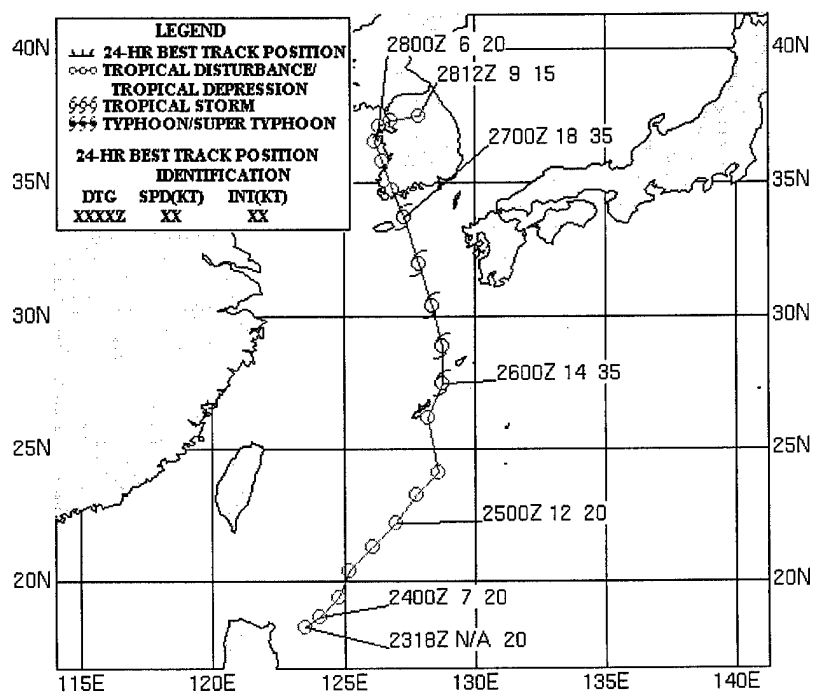 LEGEND
24-HR BEST TRACK POSITION
TROPICAL DISTURBANCE/
TROPICAL DEPRESSION
TROPICAL STORM
TYPHOON/SUPER TYPHOON
24-HR BEST TRACK POSITION
IDENTIFICATION
DTG SPD(KT) INT(KT)
XXXXZ XX XX
40N 40N
2800Z 6 20
2812Z 9 15
2700Z 18 35
35N 35N
30N 30N
2600Z 14 35
25N 25N
2500Z 12 20
20N 20N
2400Z 7 20
2318Z N/A 20
115E 120E 125E 130E 135E 140E